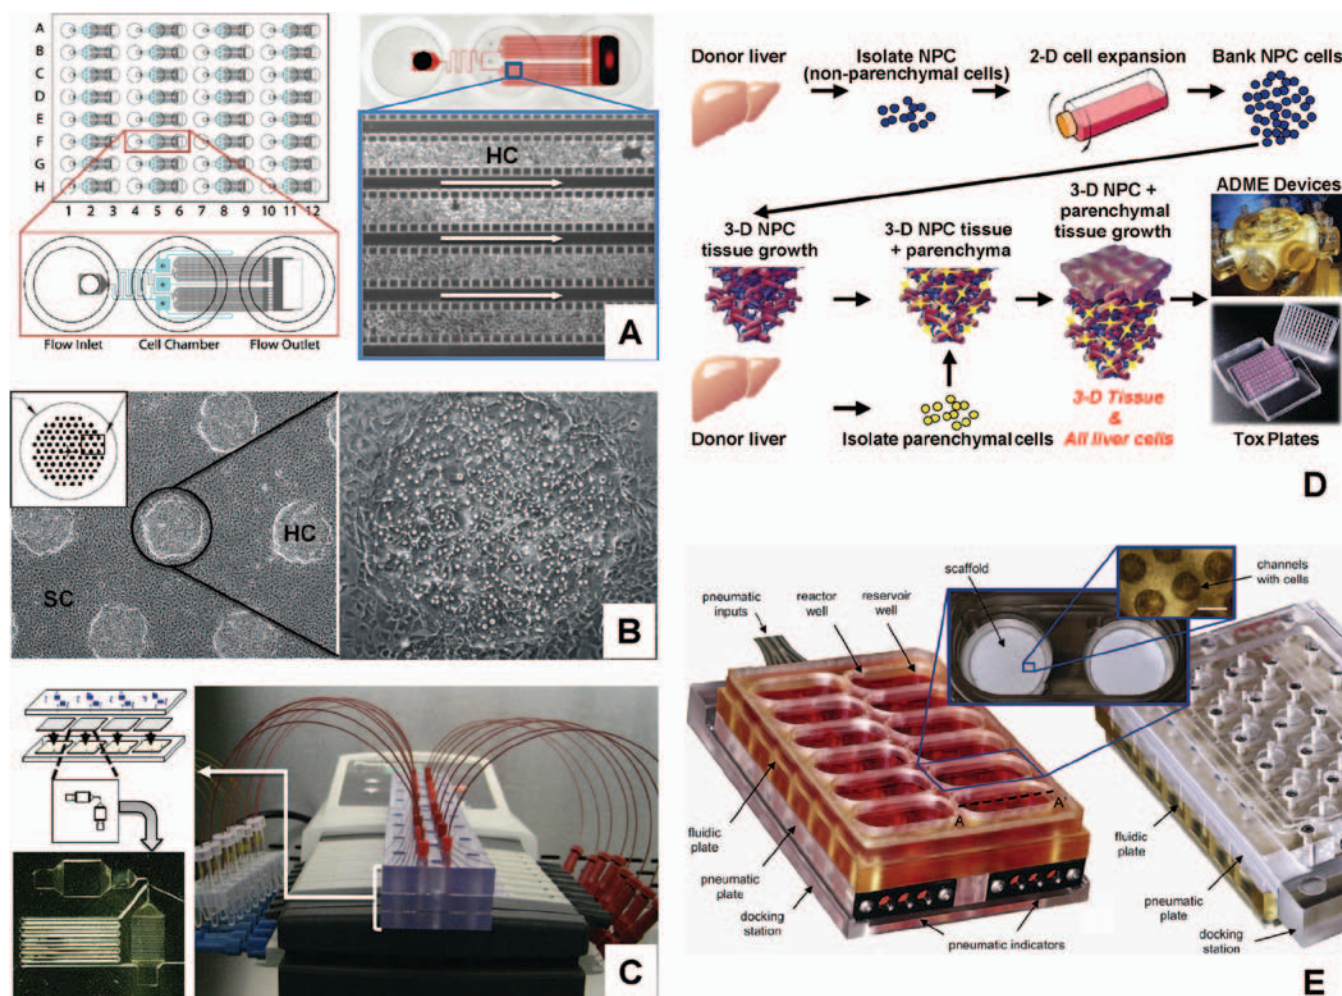 A
B
C
D
E
F
G
H
1 2 3 4 5 6 7 8 9 10 11 12
Flow Inlet
Cell Chamber
Flow Outlet
HC
A
SC
HC
B
C
Donor liver
Isolate NPC
(non-parenchymal cells)
2-D cell expansion
Bank NPC cells
3-D NPC
tissue growth
3-D NPC tissue
+ parenchyma
3-D NPC +
parenchymal
tissue growth
ADME Devices
Donor liver
Isolate parenchymal cells
3-D Tissue
&
All liver cells
Tox Plates
D
pneumatic
inputs
reactor
well
reservoir
well
scaffold
channels
with cells
A
A'
fluidic
plate
pneumatic
plate
docking
station
pneumatic indicators
fluidic
plate
pneumatic
plate
docking
station
E